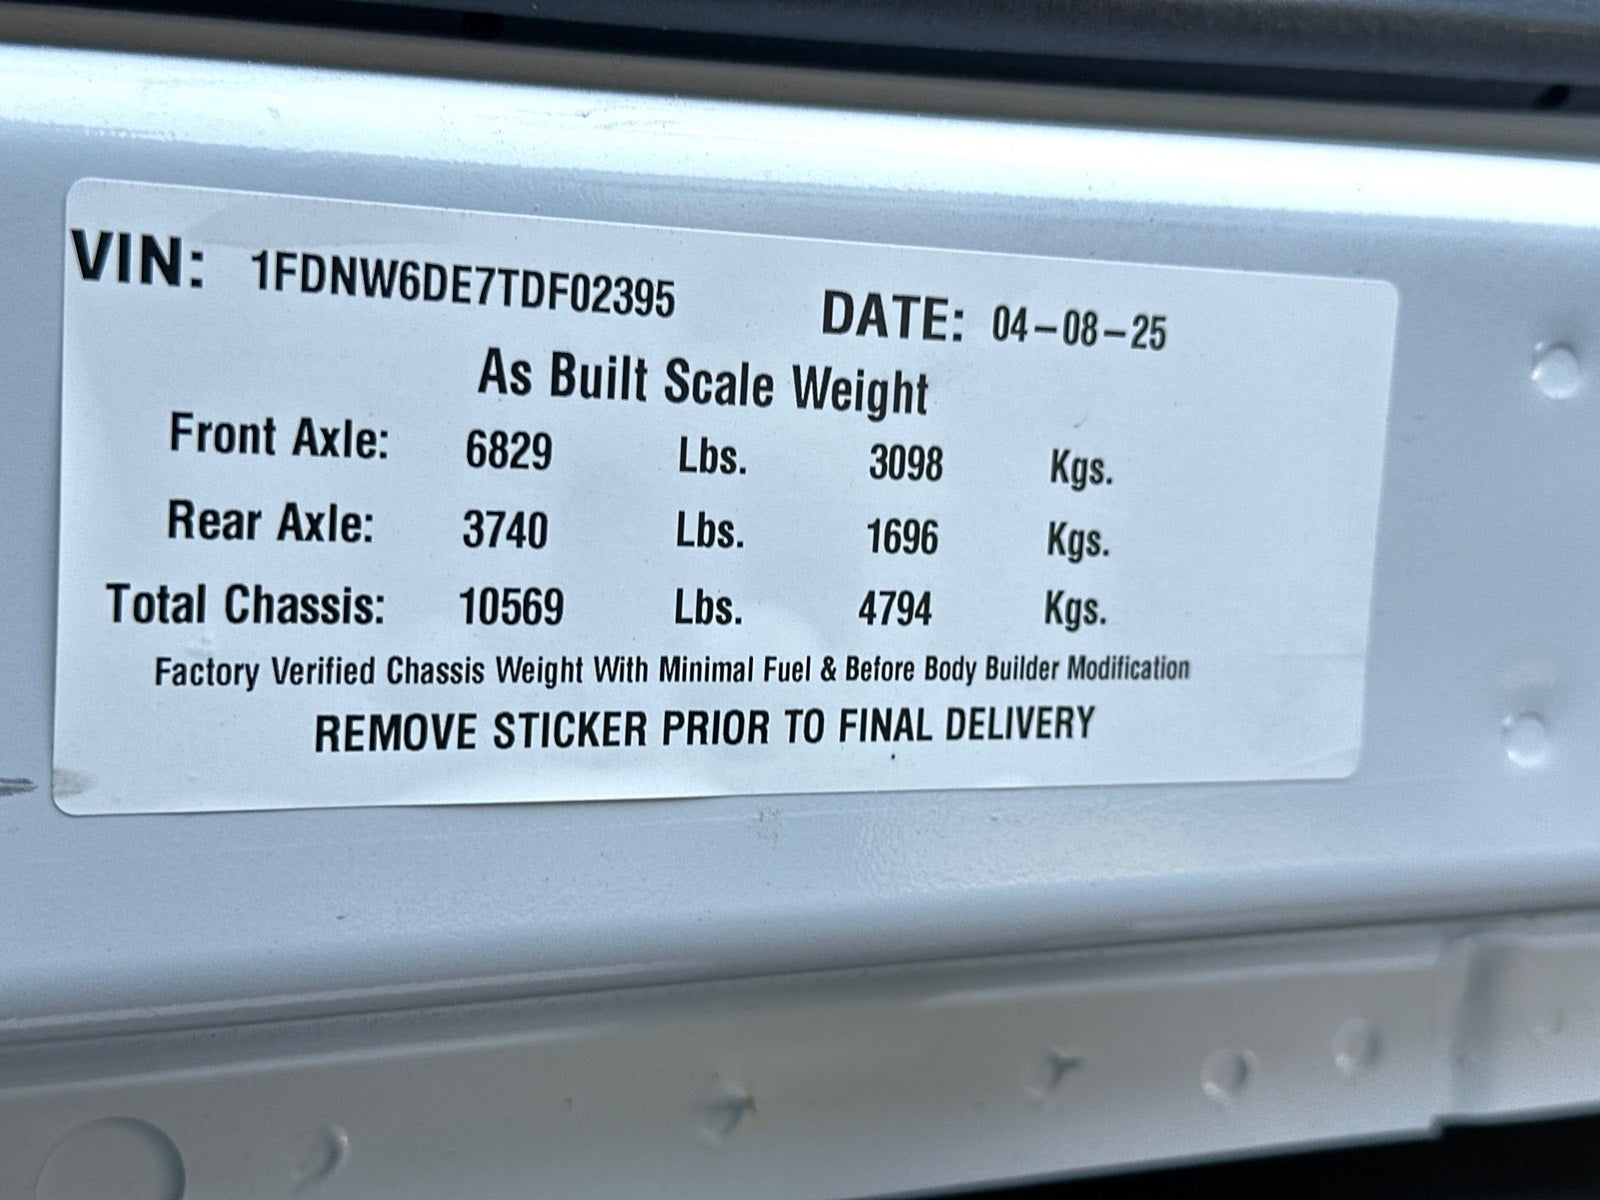 VIN: 1FDNW6DE7TDF02395 DATE: 04-08-25
As Built Scale Weight
Front Axle: 6829 Lbs. 3098 Kgs.
Rear Axle: 3740 Lbs. 1696 Kgs.
Total Chassis: 10569 Lbs. 4794 Kgs.
Factory Verified Chassis Weight With Minimal Fuel & Before Body Builder Modification
REMOVE STICKER PRIOR TO FINAL DELIVERY